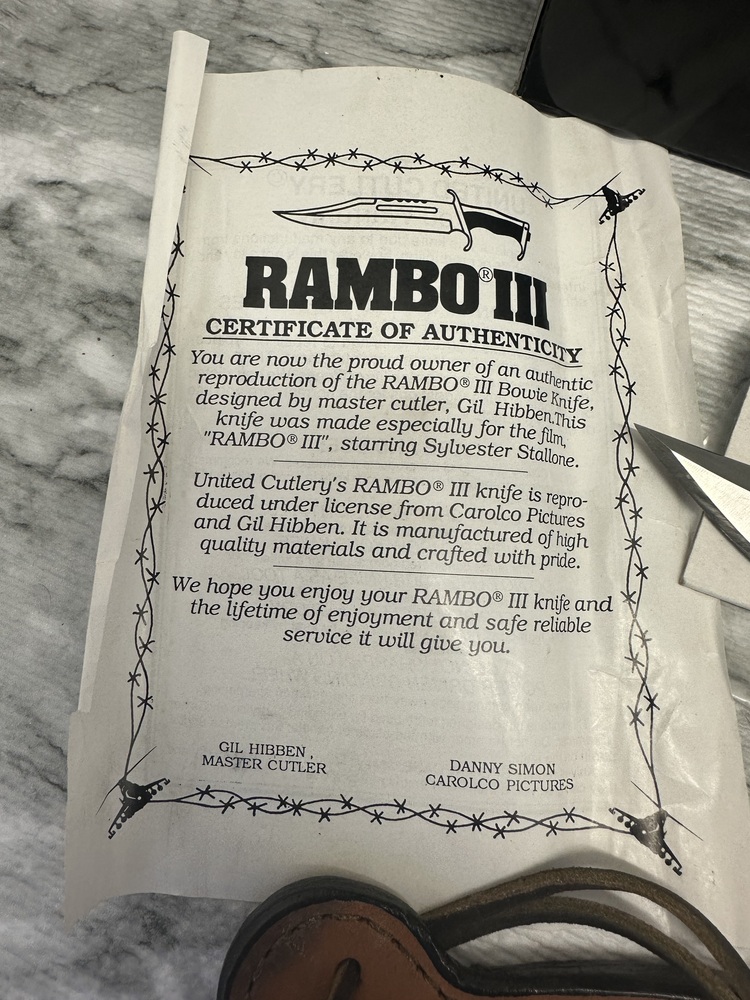 RAMBO® III
CERTIFICATE OF AUTHENTICITY
You are now the proud owner of an authentic
reproduction of the RAMBO® III Bowie Knife,
designed by master cutler, Gil Hibben.This
knife was made especially for the film,
"RAMBO® III", starring Sylvester Stallone.
United Cutlery's RAMBO® III knife is repro-
duced under license from Carolco Pictures
and Gil Hibben. It is manufactured of high
quality materials and crafted with pride.
We hope you enjoy your RAMBO® III knife and
the lifetime of enjoyment and safe reliable
service it will give you.
GIL HIBBEN,
MASTER CUTLER
DANNY SIMON
CAROLCO PICTURES